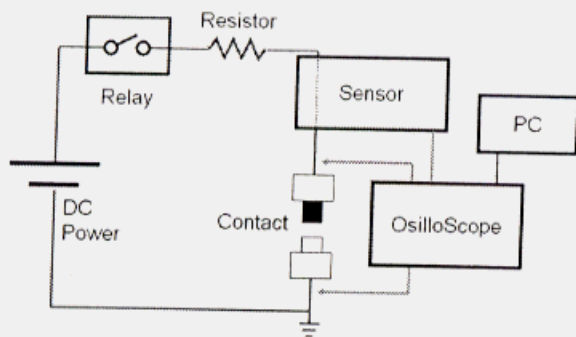 Resistor
Relay
Sensor
PC
DC
Power
Contact
OsilloScope